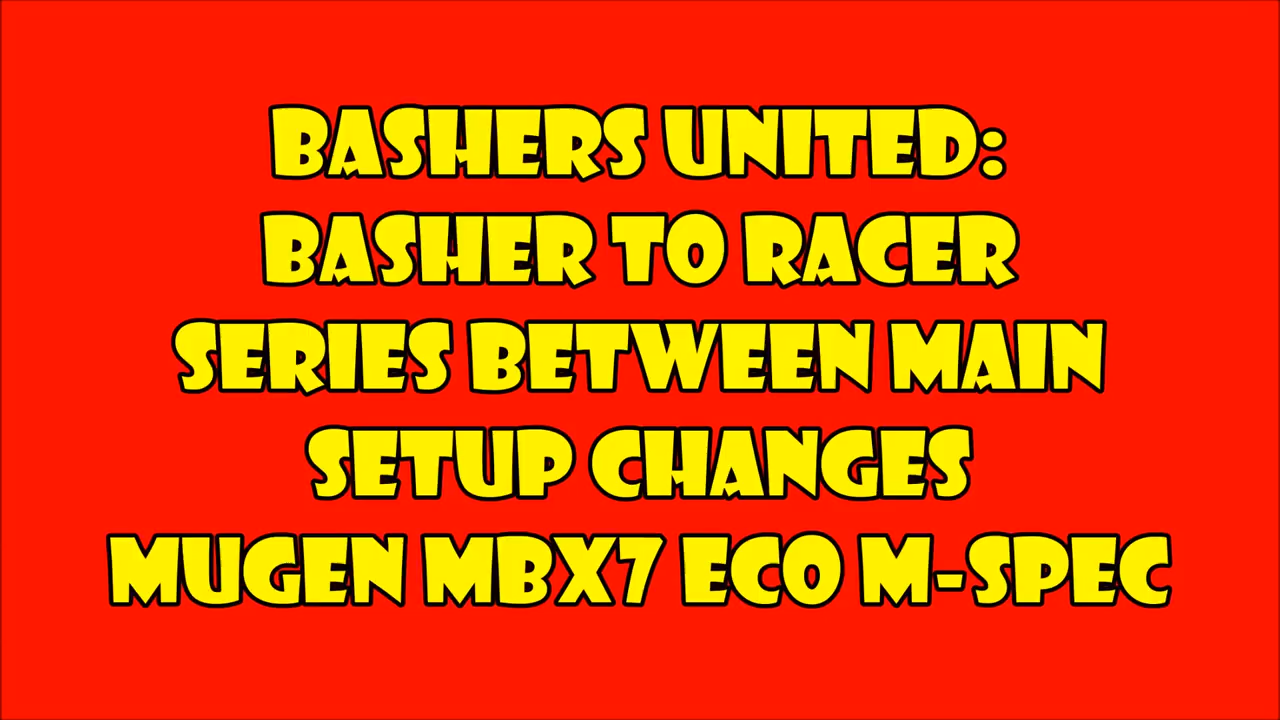 BASHERS UNITED:
BASHER TO RACER
SERIES BETWEEN MAIN
SETUP CHANGES
MUGEN MBX7 ECO M-SPEC